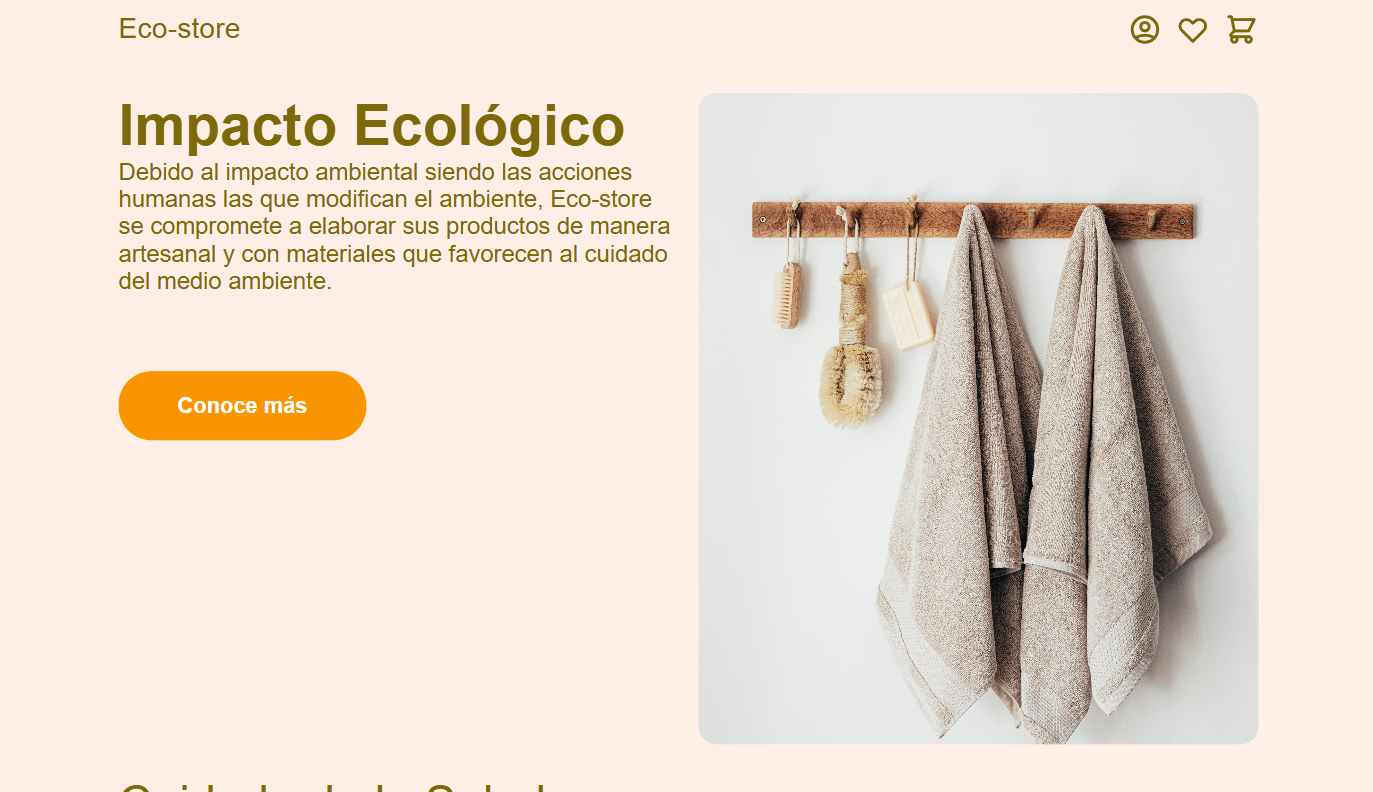 Eco-store
Impacto Ecológico
Debido al impacto ambiental siendo las acciones
humanas las que modifican el ambiente, Eco-store
se compromete a elaborar sus productos de manera
artesanal y con materiales que favorecen al cuidado
del medio ambiente.
Conoce más